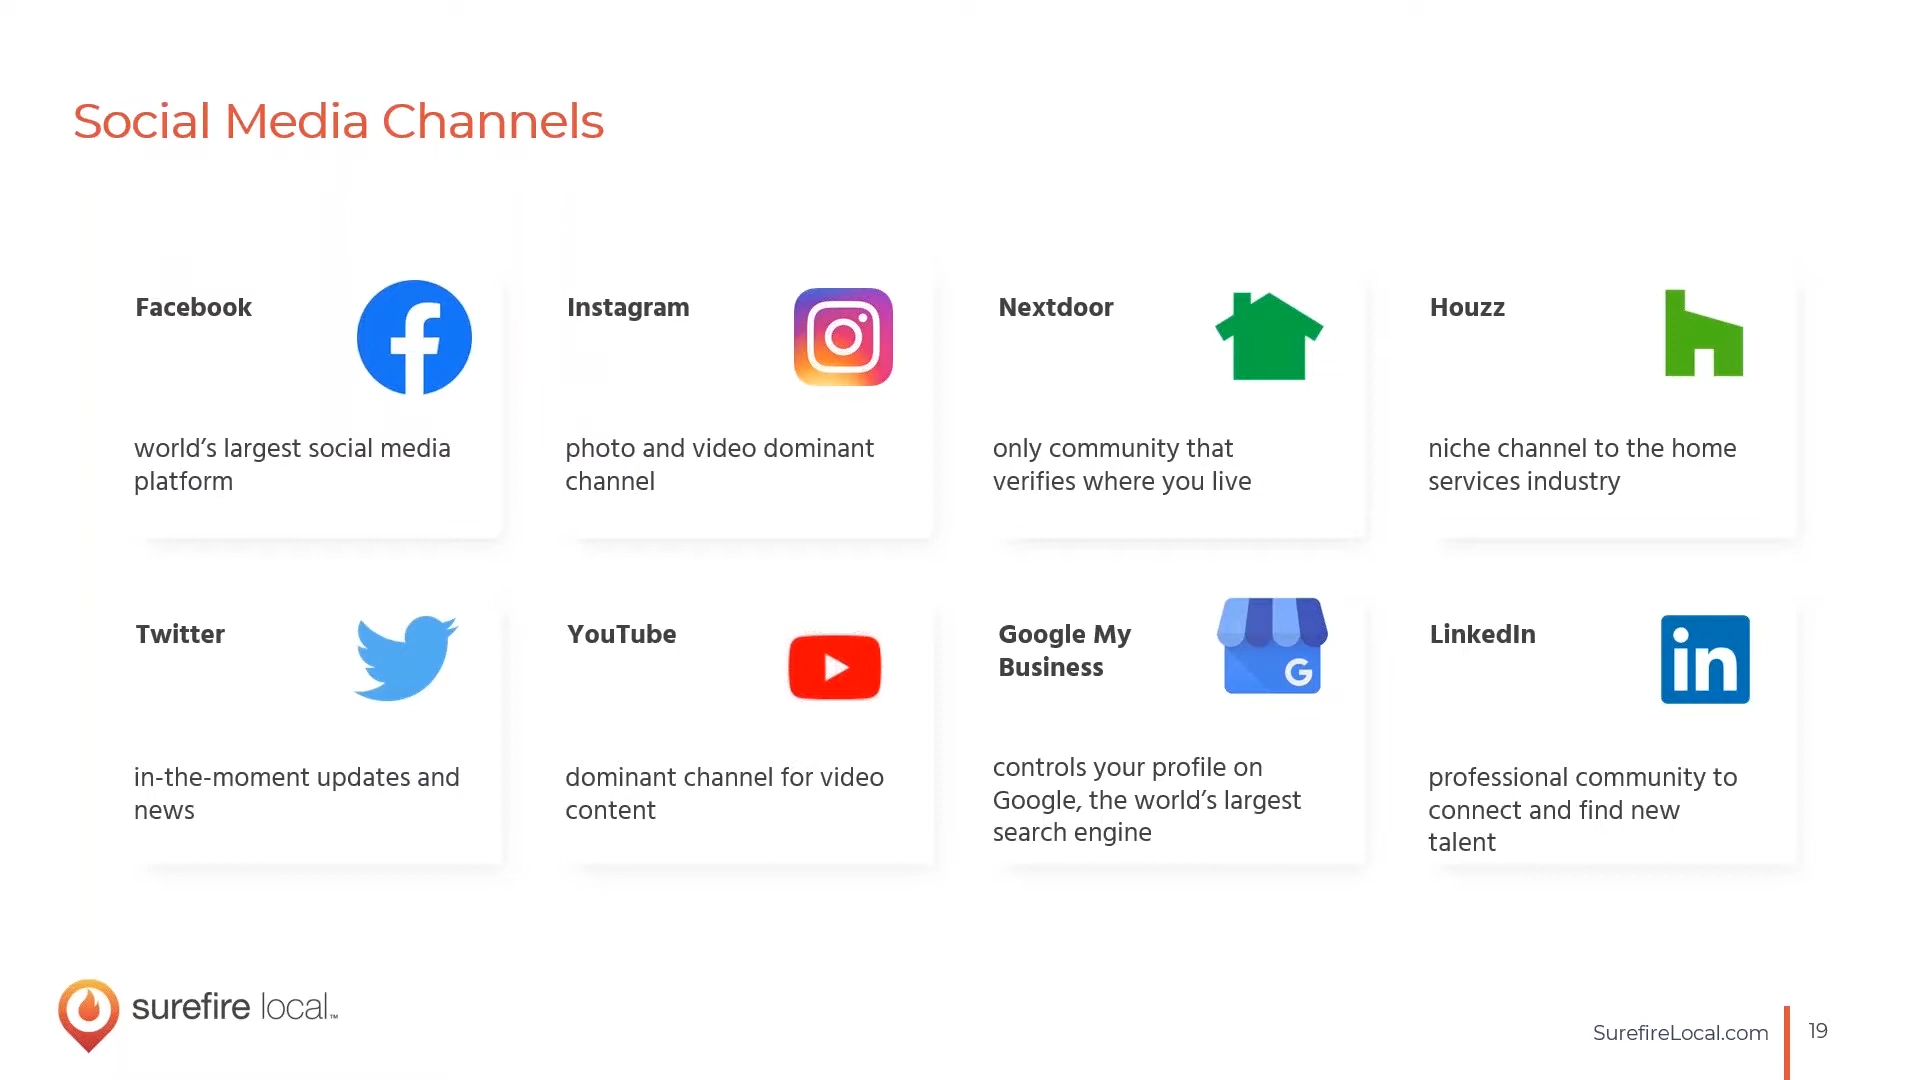 Social Media Channels
Facebook
world’s largest social media
platform
Instagram
photo and video dominant
channel
Nextdoor
only community that
verifies where you live
Houzz
niche channel to the home
services industry
Twitter
in-the-moment updates and
news
YouTube
dominant channel for video
content
Google My
Business
G
controls your profile on
Google, the world’s largest
search engine
LinkedIn
in
professional community to
connect and find new
talent
surefire local™
SurefireLocal.com
19